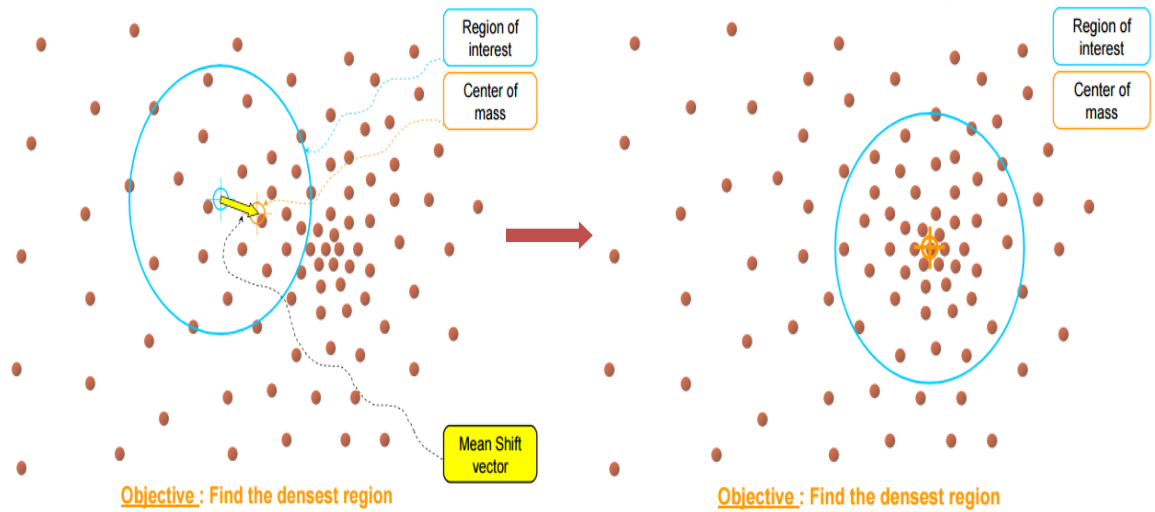 Region of
interest
Center of
mass
Mean Shift
vector
Objective : Find the densest region
Region of
interest
Center of
mass
Objective : Find the densest region